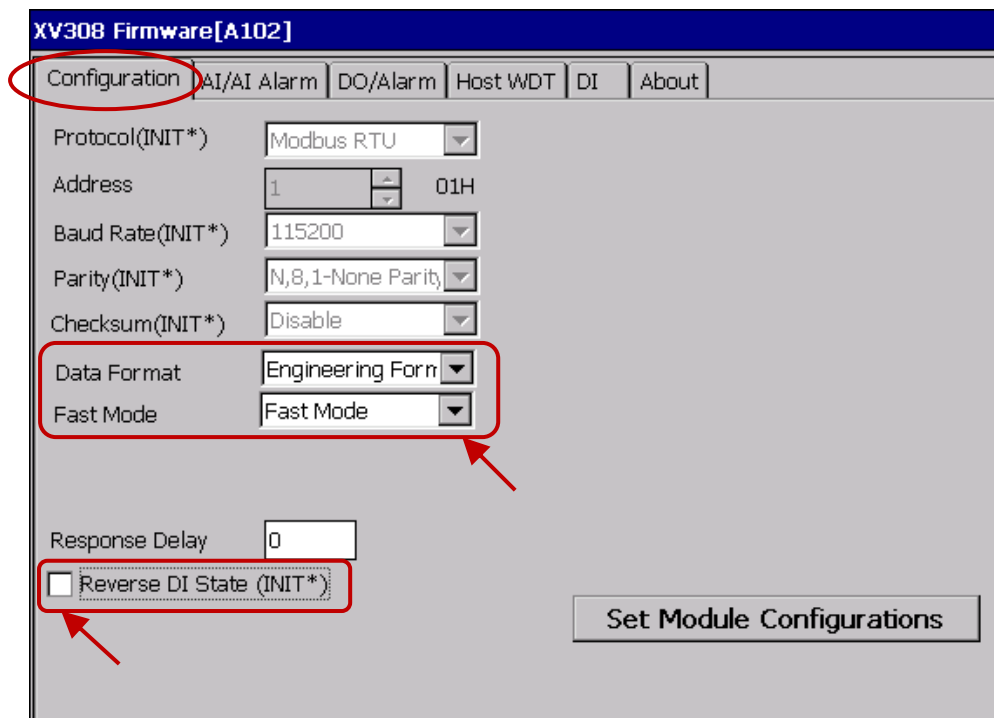 XV308 Firmware[A102]
Configuration AI/AI Alarm DO/Alarm Host WDT DI About
Protocol(INIT*) Modbus RTU
Address 1 01H
Baud Rate(INIT*) 115200
Parity(INIT*) N,8,1-None Parity
Checksum(INIT*) Disable
Data Format Engineering Form
Fast Mode Fast Mode
Response Delay 0
Reverse DI State (INIT*)
Set Module Configurations